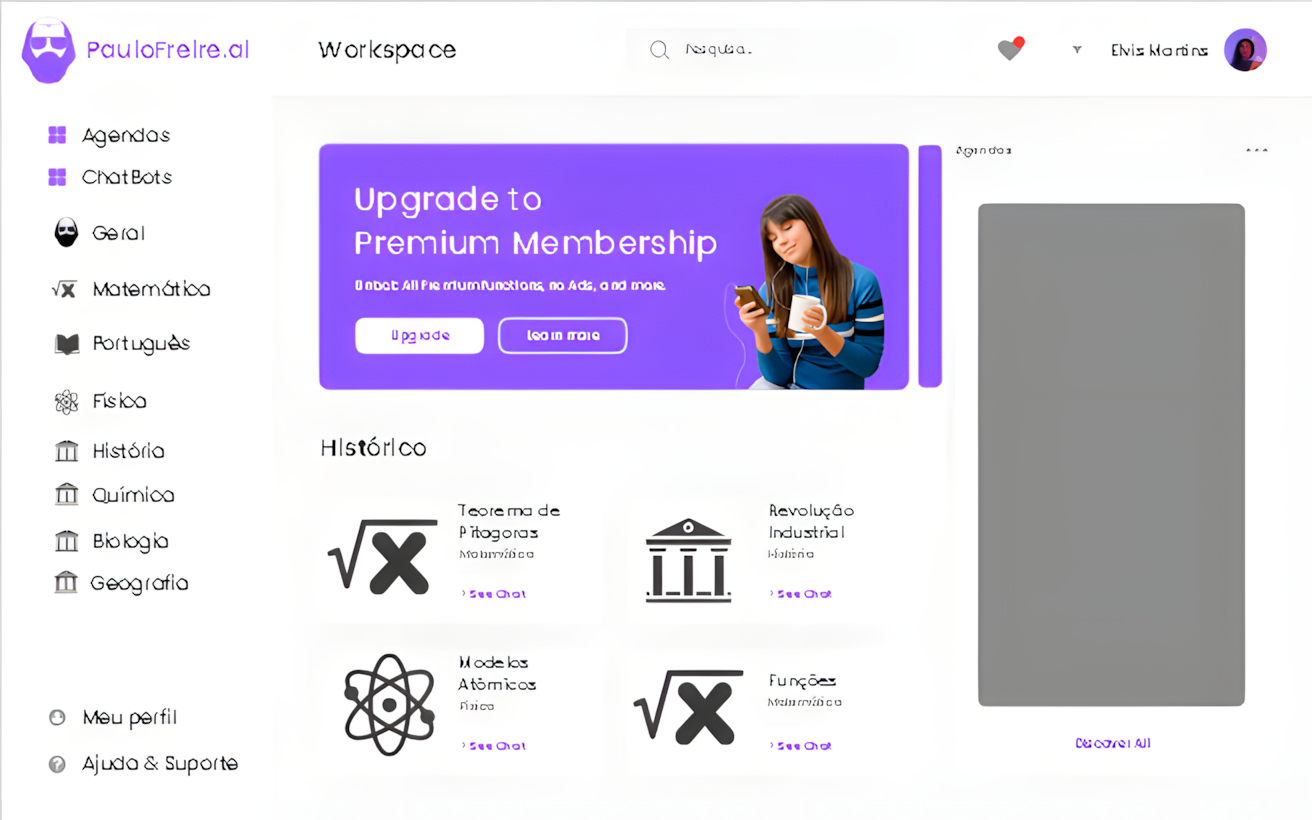 PauloFreire.ai
Workspace
Pesquisa..
Elvis Martins
Agendas
ChatBots
Geral
Matemática
Português
Física
História
Química
Biologia
Geografia
Meu perfil
Ajuda & Suporte
Upgrade to
Premium Membership
All Premium functions, no Ads, and more.
Upgrade
Learn more
Histórico
Teorema de
Pitagoras
Matemática
> See Chat
Revolução
Industrial
História
> See Chat
Modelos
Atômicos
Física
> See Chat
Funções
Matemática
> See Chat
Agendas
...
Discover All